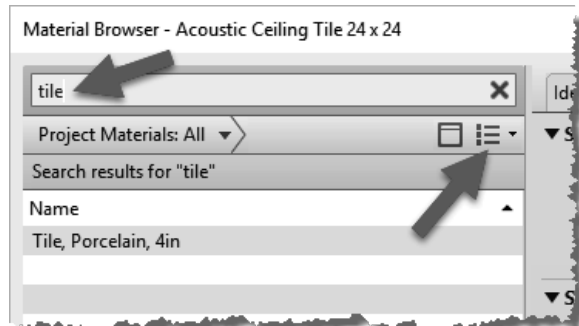 Material Browser - Acoustic Ceiling Tile 24 x 24
tile
Ide
Project Materials: All
S
Search results for "tile"
Name
Tile, Porcelain, 4in
S